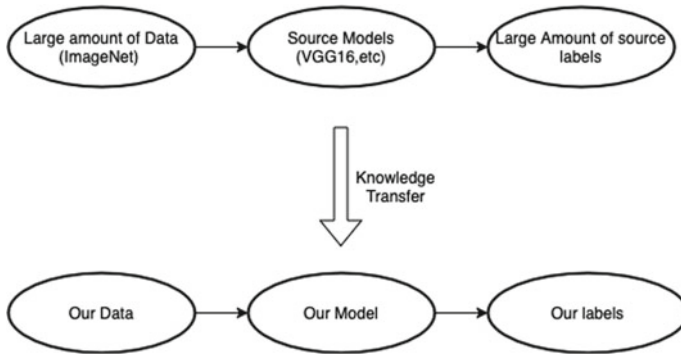 Large amount of Data
(ImageNet)
Source Models
(VGG16,etc)
Large Amount of source
labels
Knowledge
Transfer
Our Data
Our Model
Our labels